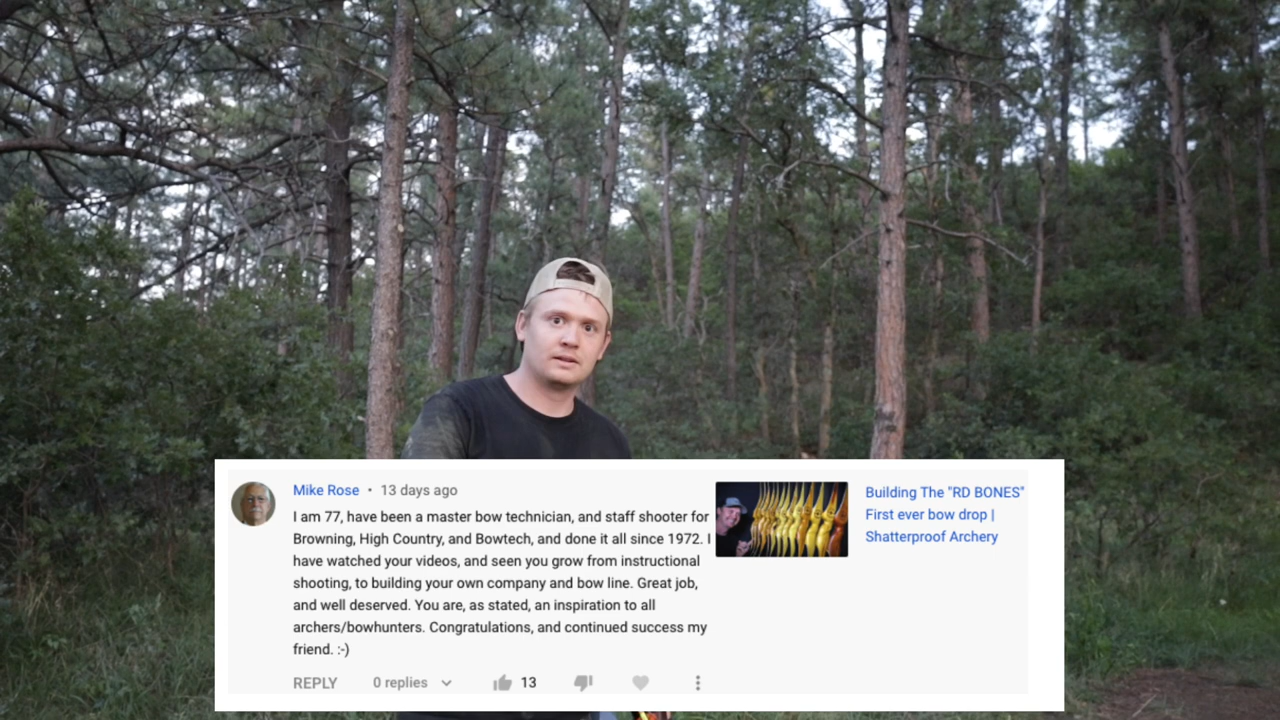 Mike Rose • 13 days ago
I am 77, have been a master bow technician, and staff shooter for
Browning, High Country, and Bowtech, and done it all since 1972. I
have watched your videos, and seen you grow from instructional
shooting, to building your own company and bow line. Great job,
and well deserved. You are, as stated, an inspiration to all
archers/bowhunters. Congratulations, and continued success my
friend. :-)
REPLY 0 replies 13
Building The "RD BONES"
First ever bow drop |
Shatterproof Archery